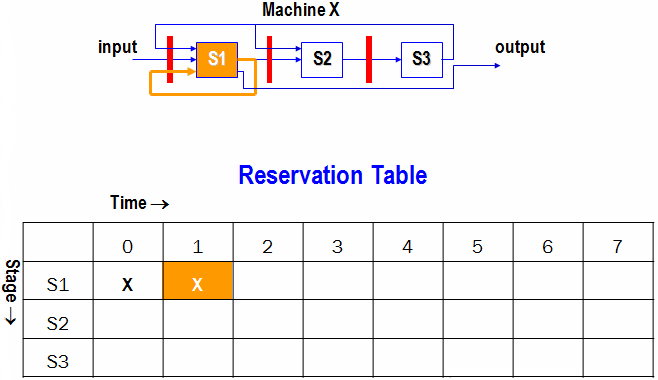 Machine X
input S1 S2 S3 output
Reservation Table
Time →
0 1 2 3 4 5 6 7
Stage →
S1 X X
S2
S3